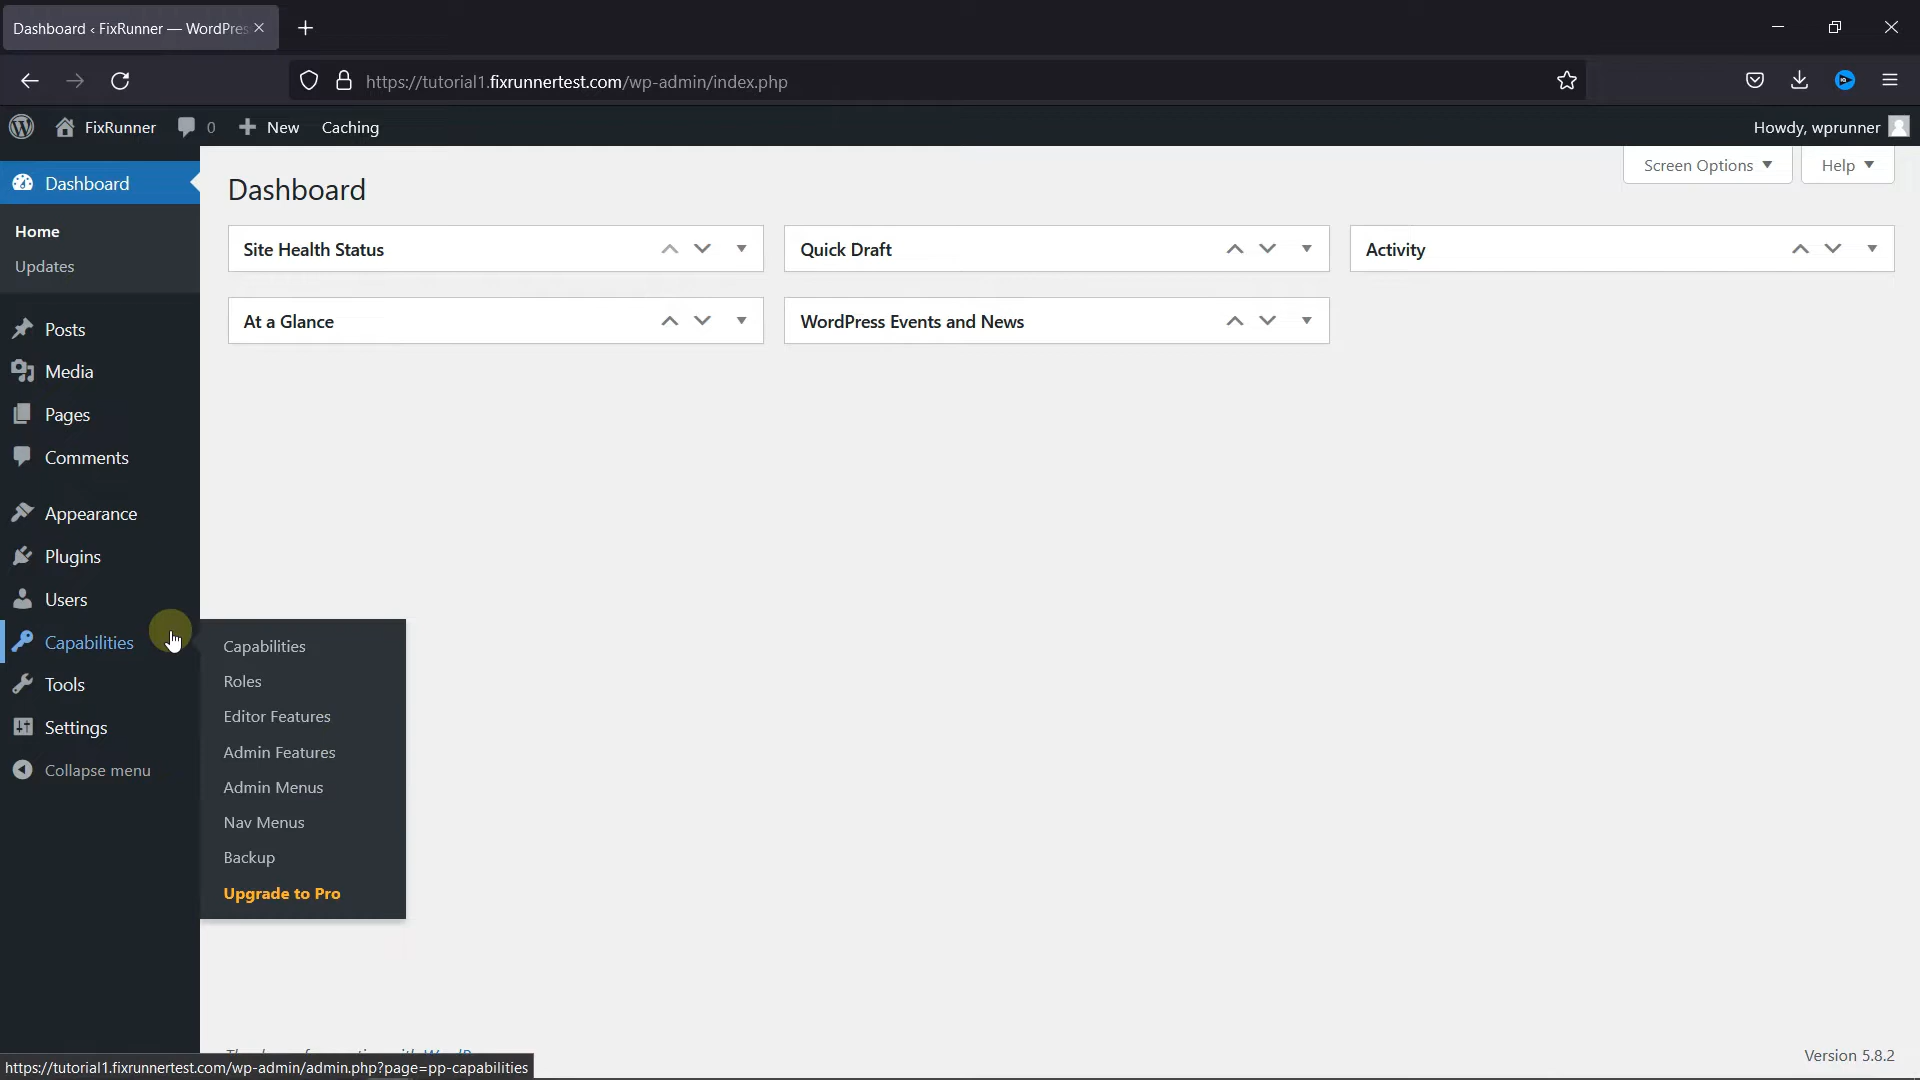 Dashboard ‹ FixRunner — WordPres
https://tutorial1.fixrunnertest.com/wp-admin/index.php
FixRunner
0
New
Caching
Howdy, wprunner
Dashboard
Home
Updates
Posts
Media
Pages
Comments
Appearance
Plugins
Users
Capabilities
Tools
Settings
Collapse menu
Capabilities
Roles
Editor Features
Admin Features
Admin Menus
Nav Menus
Backup
Upgrade to Pro
Screen Options
Help
Dashboard
Site Health Status
Quick Draft
Activity
At a Glance
WordPress Events and News
Version 5.8.2
https://tutorial1.fixrunnertest.com/wp-admin/admin.php?page=pp-capabilities